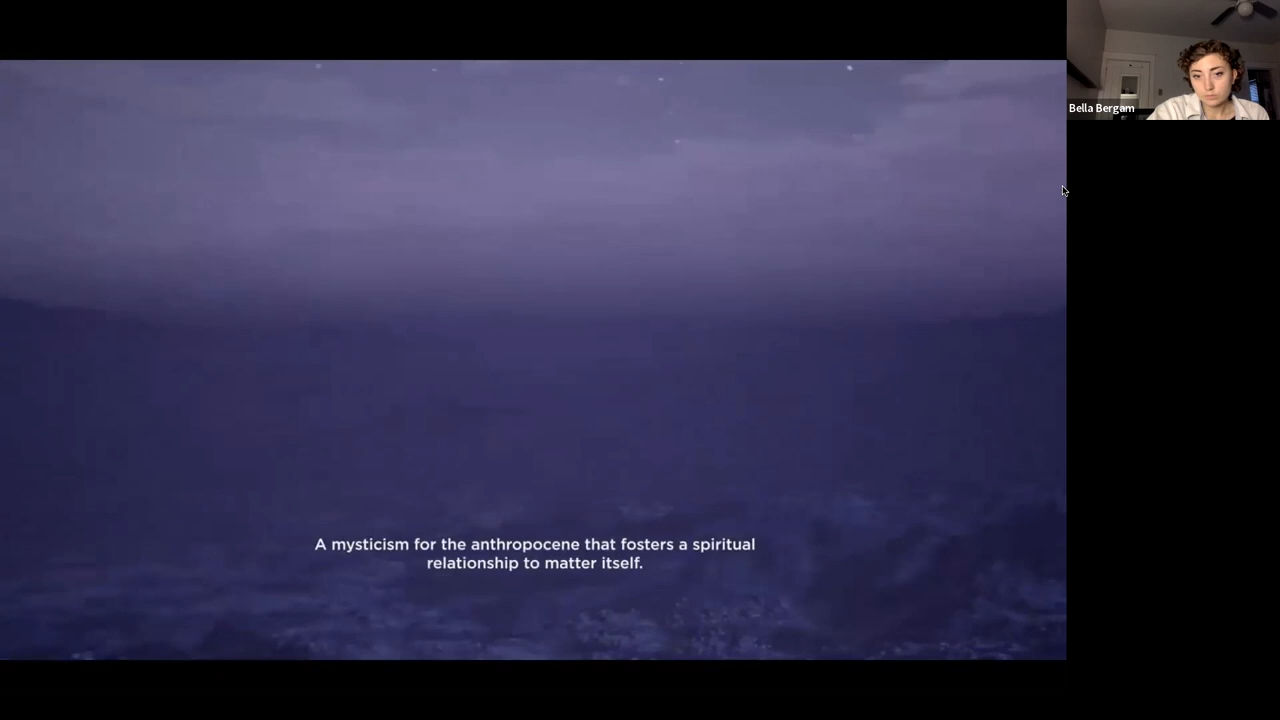 Bella Bergam
A mysticism for the anthropocene that fosters a spiritual
relationship to matter itself.